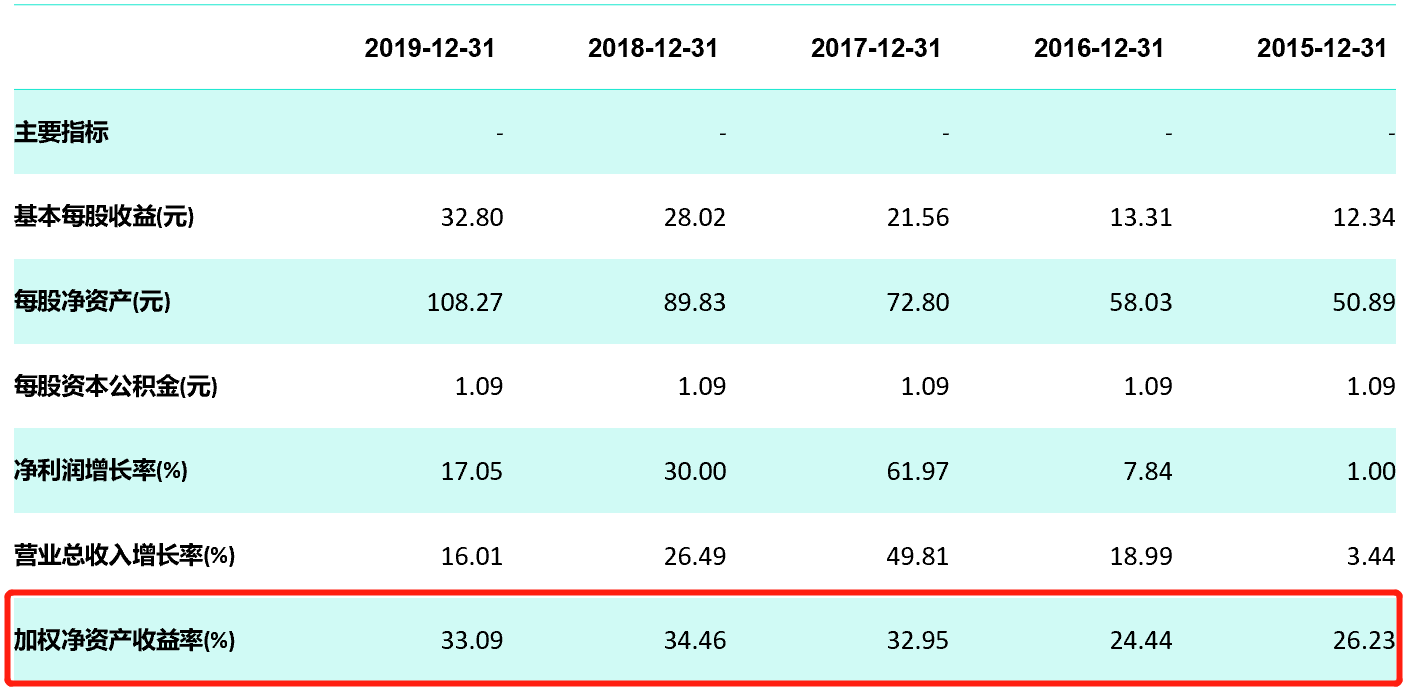 2019-12-31 2018-12-31 2017-12-31 2016-12-31 2015-12-31
主要指标 - - - - -
基本每股收益(元) 32.80 28.02 21.56 13.31 12.34
每股净资产(元) 108.27 89.83 72.80 58.03 50.89
每股资本公积金(元) 1.09 1.09 1.09 1.09 1.09
净利润增长率(%) 17.05 30.00 61.97 7.84 1.00
营业总收入增长率(%) 16.01 26.49 49.81 18.99 3.44
加权净资产收益率(%) 33.09 34.46 32.95 24.44 26.23